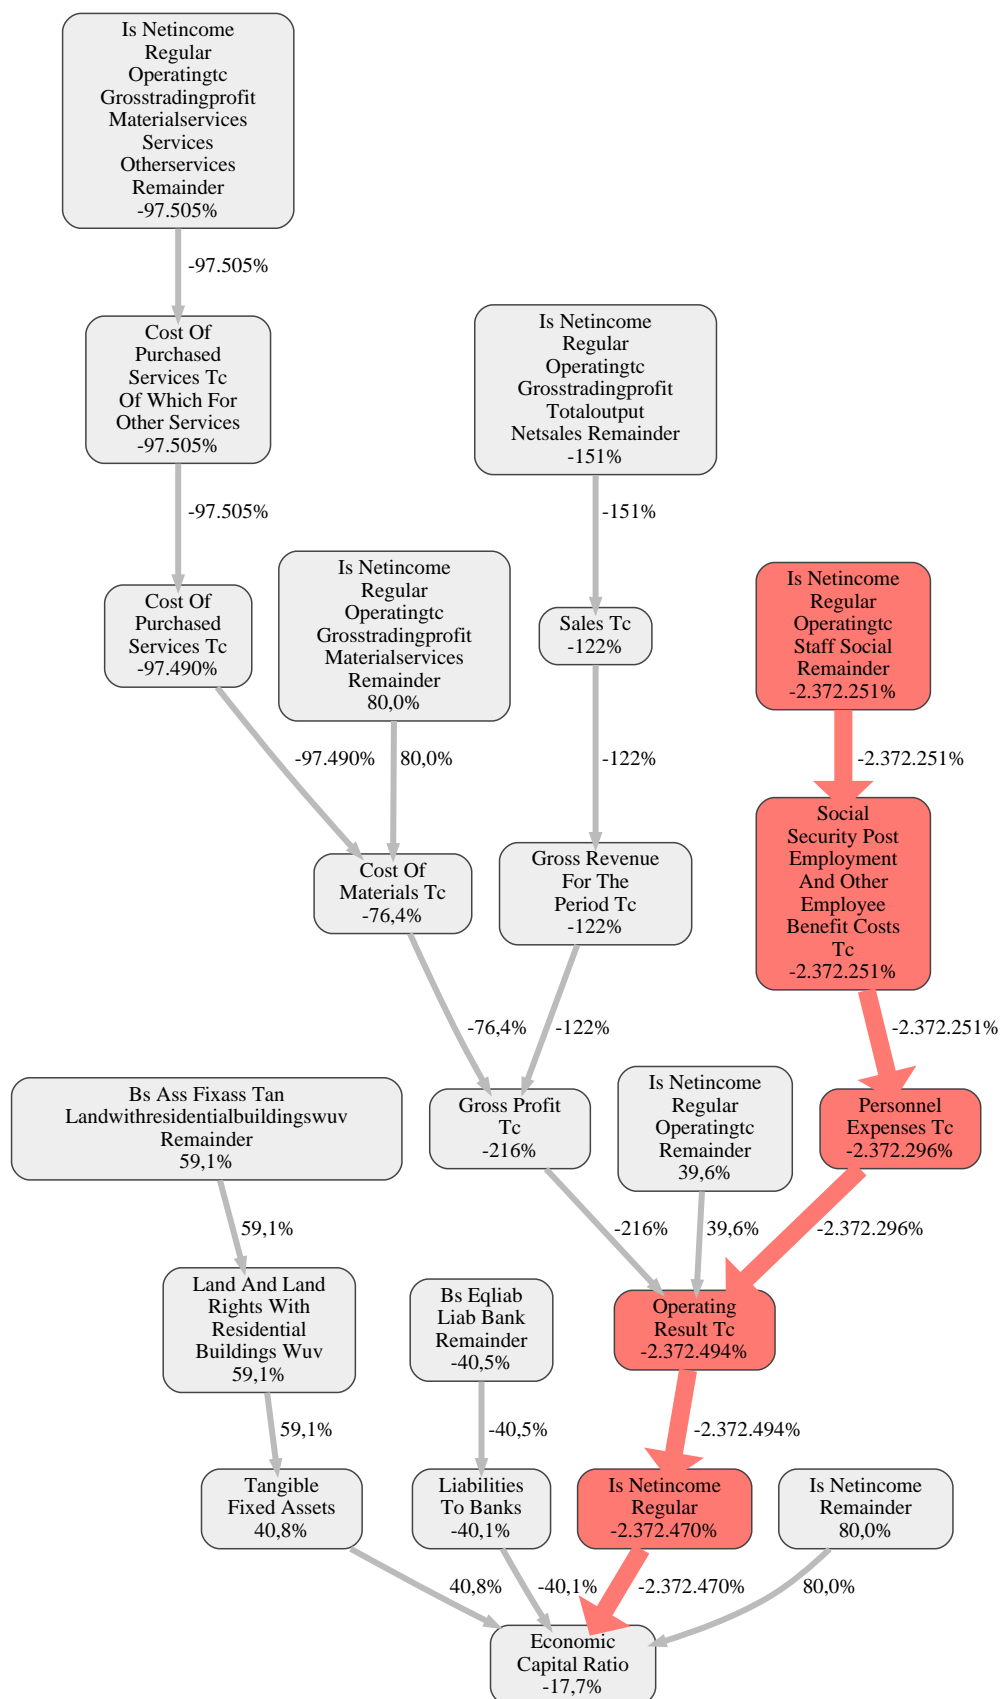 Is Netincome
Regular
Operatingtc
Grosstradingprofit
Materialservices
Services
Otherservices
Remainder
-97.505%
-97.505%
Cost Of
Purchased
Services Tc
Of Which For
Other Services
-97.505%
Is Netincome
Regular
Operatingtc
Grosstradingprofit
Totaloutput
Netsales Remainder
-151%
-97.505%
-151%
Cost Of
Purchased
Services Tc
-97.490%
Is Netincome
Regular
Operatingtc
Grosstradingprofit
Materialservices
Remainder
80,0%
Sales Tc
-122%
Is Netincome
Regular
Operatingtc
Staff Social
Remainder
-2.372.251%
-97.490%
80,0%
-122%
-2.372.251%
Cost Of
Materials Tc
-76,4%
Gross Revenue
For The
Period Tc
-122%
Social
Security Post
Employment
And Other
Employee
Benefit Costs
Tc
-2.372.251%
-76,4%
-122%
-2.372.251%
Bs Ass Fixass Tan
Landwithresidentialbuildingswuv
Remainder
59,1%
Gross Profit
Tc
-216%
Is Netincome
Regular
Operatingtc
Remainder
39,6%
Personnel
Expenses Tc
-2.372.296%
59,1%
-216%
39,6%
-2.372.296%
Land And Land
Rights With
Residential
Buildings Wuv
59,1%
Bs Eqliab
Liab Bank
Remainder
-40,5%
Operating
Result Tc
-2.372.494%
59,1%
-40,5%
-2.372.494%
Tangible
Fixed Assets
40,8%
Liabilities
To Banks
-40,1%
Is Netincome
Regular
-2.372.470%
Is Netincome
Remainder
80,0%
40,8%
-40,1%
-2.372.470%
80,0%
Economic
Capital Ratio
-17,7%